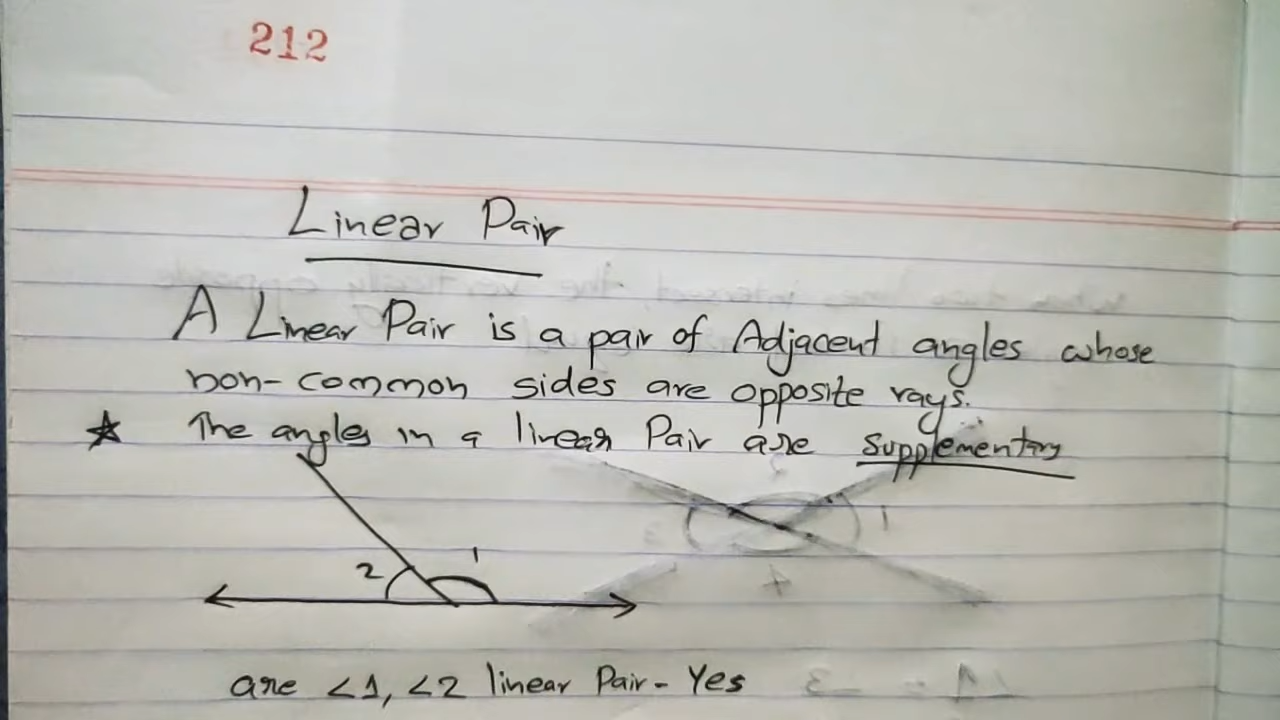 212
Linear Pair
A Linear Pair is a pair of Adjacent angles whose
non-common sides are opposite rays.
☆ The angles in a linear Pair are Supplementary
2 1
are ∠1, ∠2 linear Pair - Yes